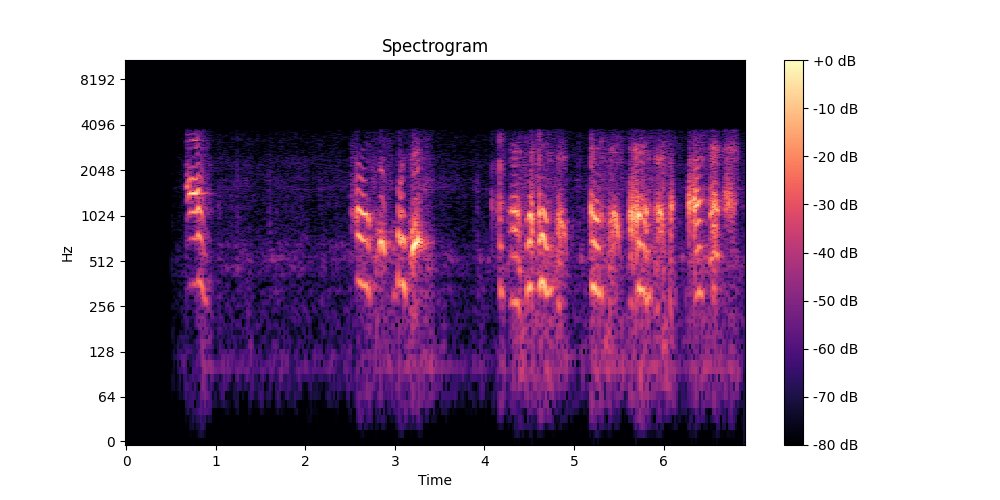 Spectrogram
8192
4096
2048
1024
512
256
128
64
0
Hz
0 1 2 3 4 5 6
Time
+0 dB
-10 dB
-20 dB
-30 dB
-40 dB
-50 dB
-60 dB
-70 dB
-80 dB